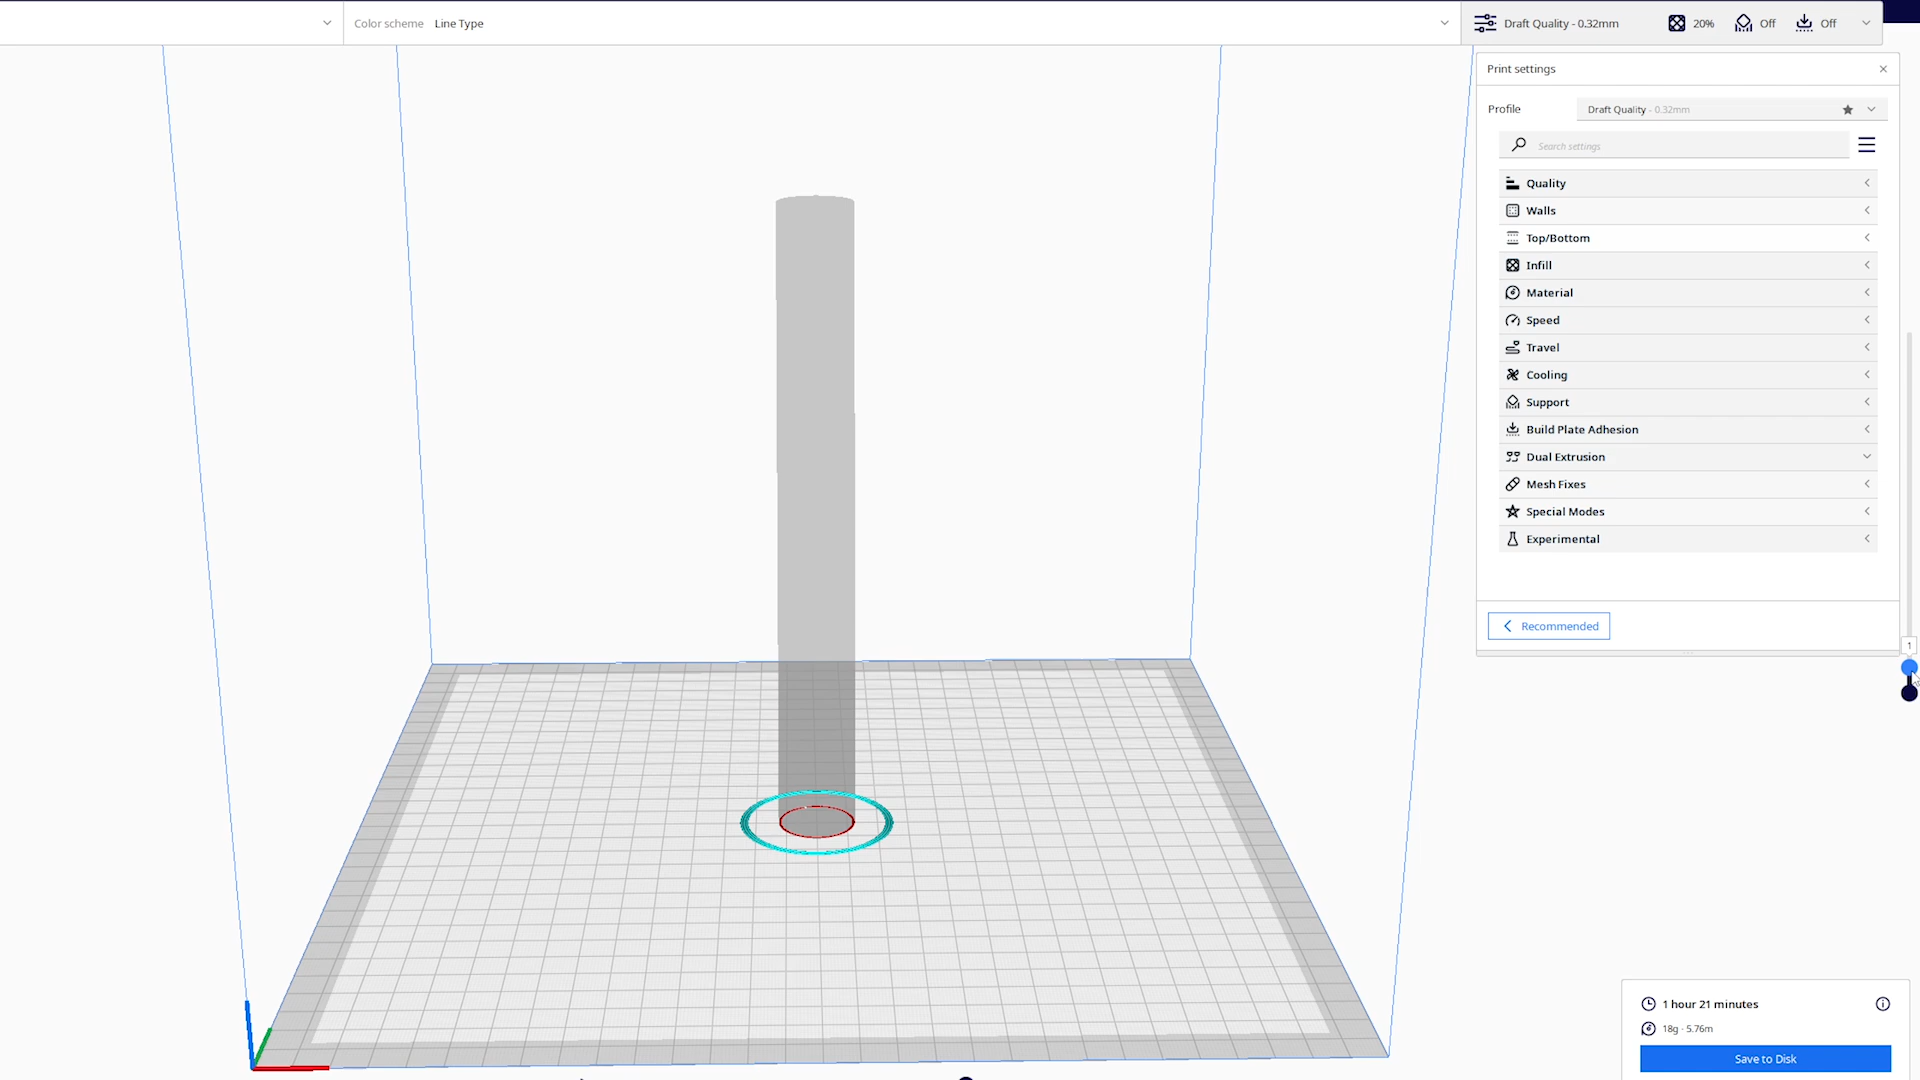 Color scheme Line Type
Draft Quality - 0.32mm 20% Off Off
Print settings
Profile Draft Quality - 0.32mm
Search settings
Quality
Walls
Top/Bottom
Infill
Material
Speed
Travel
Cooling
Support
Build Plate Adhesion
Dual Extrusion
Mesh Fixes
Special Modes
Experimental
Recommended
1
1 hour 21 minutes
18g · 5.76m
Save to Disk